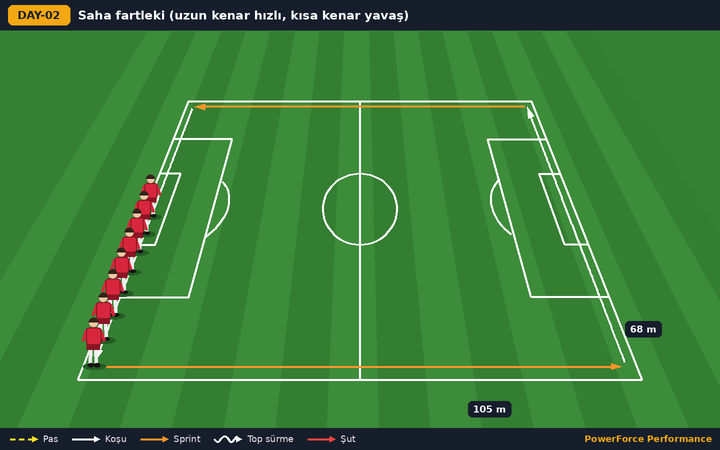 DAY-02 Saha fartleki (uzun kenar hızlı, kısa kenar yavaş)
68 m
105 m
Pas Koşu Sprint Top sürme Şut PowerForce Performance